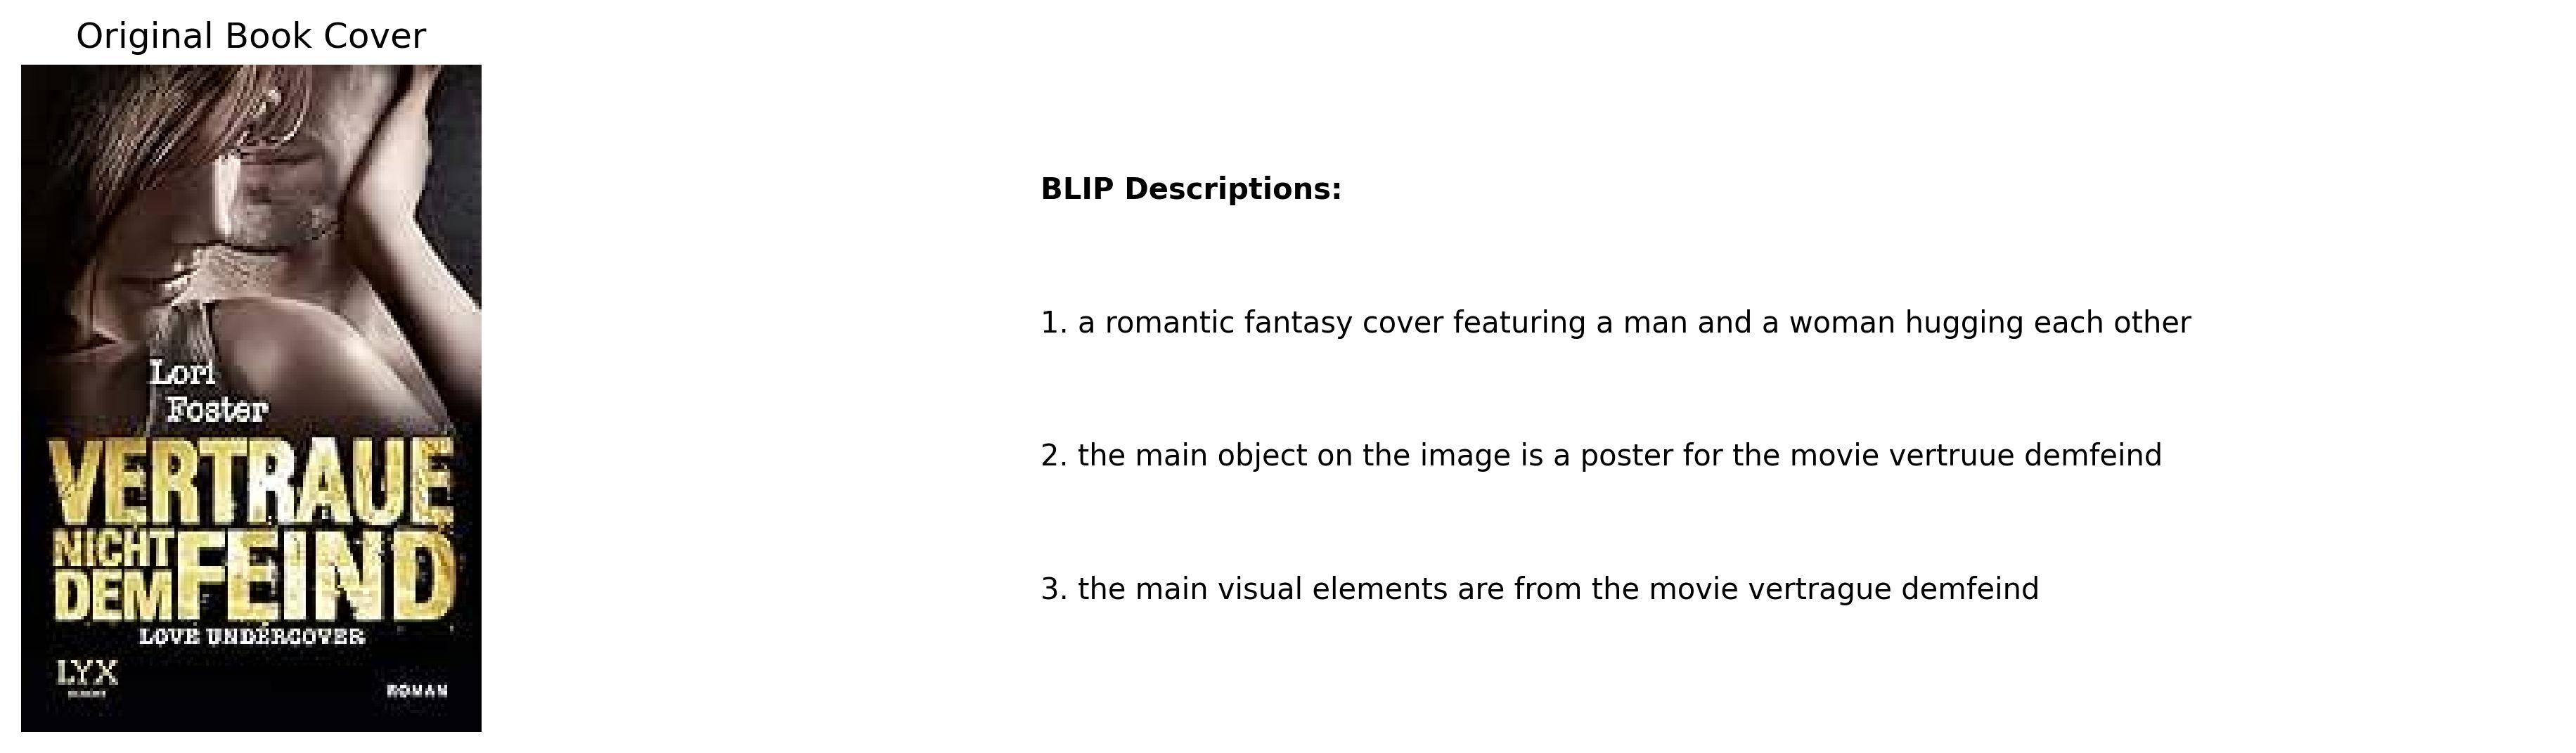 Original Book Cover
Lori
Foster
VERTRAUE
NICHT
DEM FEIND
LOVE UNDERCOVER
LYX
ROMAN
BLIP Descriptions:
1. a romantic fantasy cover featuring a man and a woman hugging each other
2. the main object on the image is a poster for the movie vertruue demfeind
3. the main visual elements are from the movie vertrague demfeind